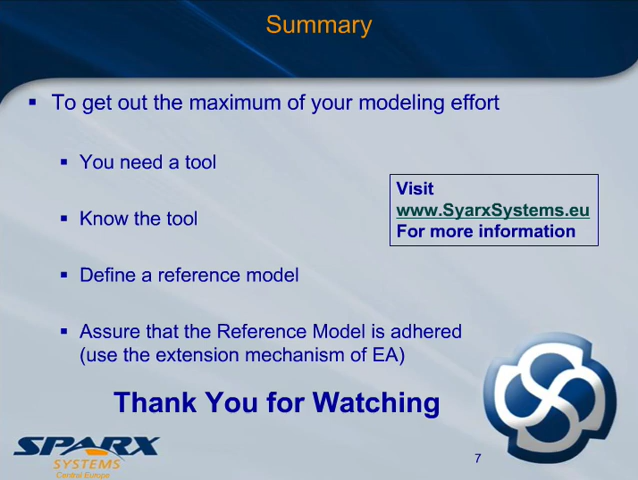 Summary
To get out the maximum of your modeling effort
You need a tool
Know the tool
Define a reference model
Assure that the Reference Model is adhered
(use the extension mechanism of EA)
Visit
www.SyarxSystems.eu
For more information
Thank You for Watching
SPARX
SYSTEMS
Central Europe
7